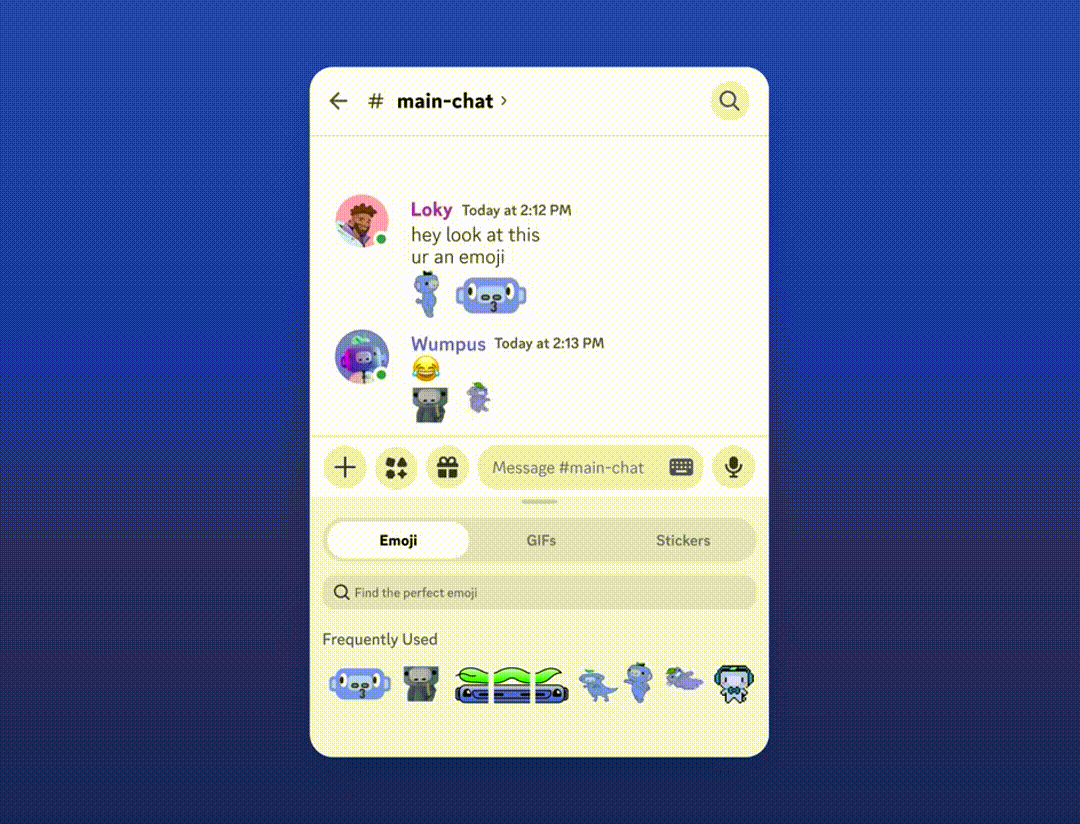 # main-chat ›
Loky Today at 2:12 PM
hey look at this
ur an emoji
Wumpus Today at 2:13 PM
Message #main-chat
Emoji GIFs Stickers
Find the perfect emoji
Frequently Used